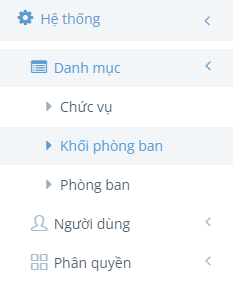 Hệ thống
Danh mục
Chức vụ
Khối phòng ban
Phòng ban
Người dùng
Phân quyền